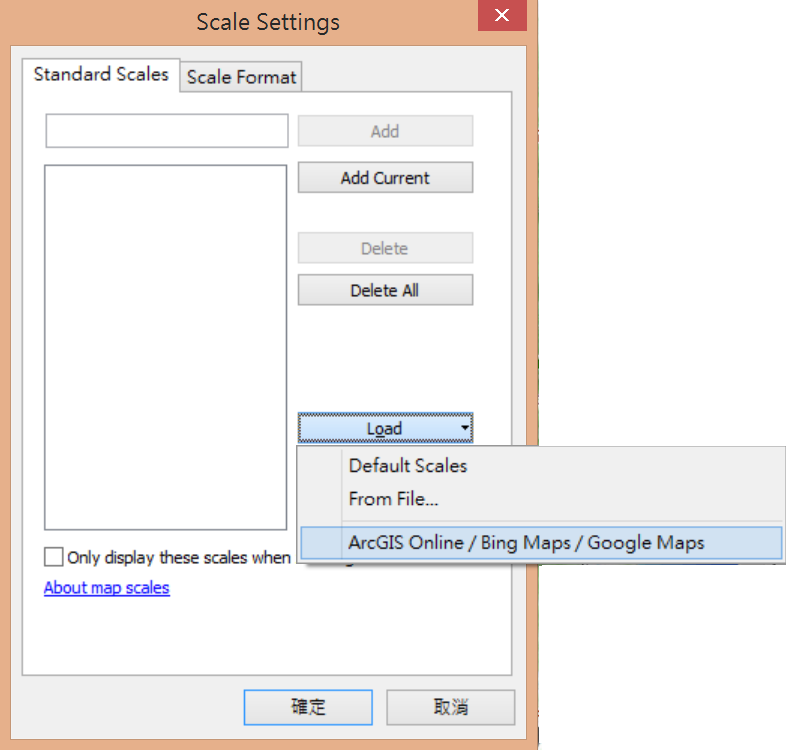 Scale Settings
Standard Scales
Scale Format
Add
Add Current
Delete
Delete All
Load
Default Scales
From File...
ArcGIS Online / Bing Maps / Google Maps
Only display these scales when
About map scales
確定
取消